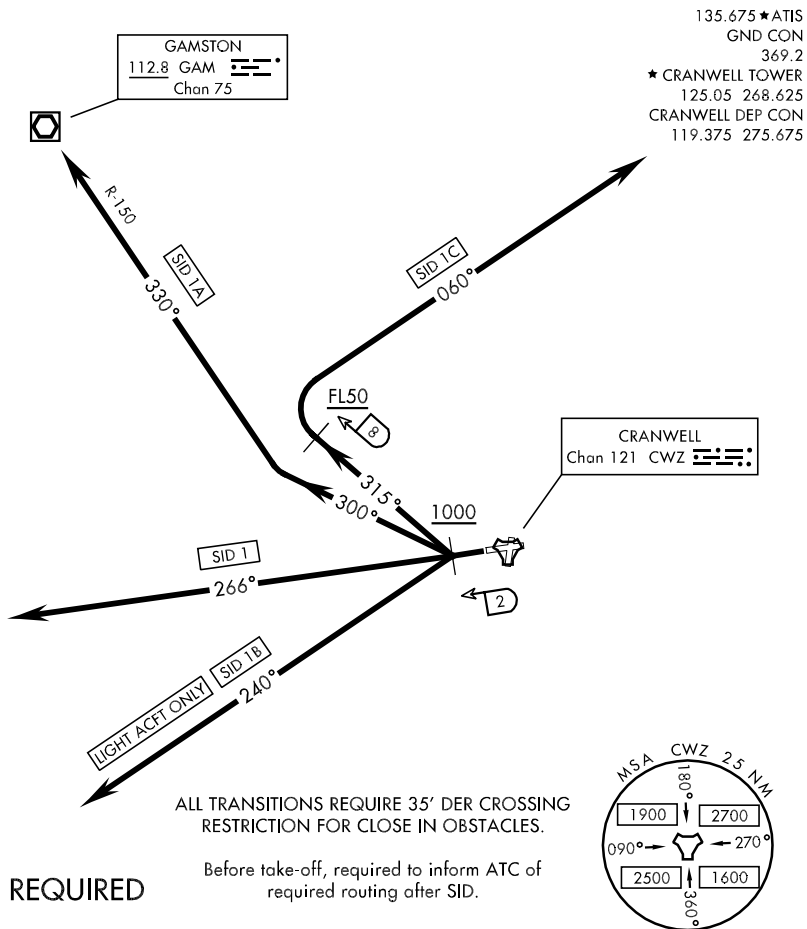 135.675 ★ ATIS
GND CON
369.2
★ CRANWELL TOWER
125.05 268.625
CRANWELL DEP CON
119.375 275.675
GAMSTON
112.8 GAM
Chan 75
R-150
SID 1A
330°
SID 1C
060°
FL50
8
CRANWELL
Chan 121 CWZ
315°
300°
1000
SID 1
266°
2
SID 1B
LIGHT ACFT ONLY
240°
MSA CWZ 25 NM
180°
1900
2700
090°
270°
2500
1600
360°
ALL TRANSITIONS REQUIRE 35' DER CROSSING
RESTRICTION FOR CLOSE IN OBSTACLES.
Before take-off, required to inform ATC of
required routing after SID.
REQUIRED